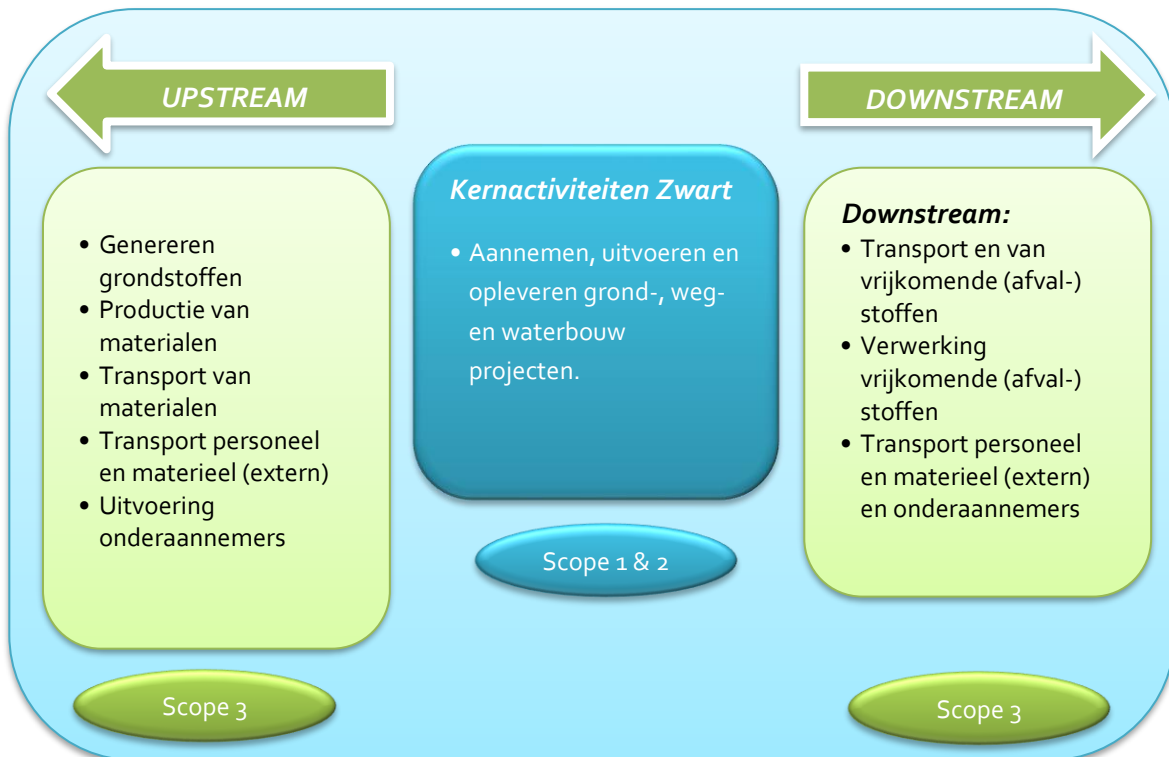 UPSTREAM
• Genereren
grondstoffen
• Productie van
materialen
• Transport van
materialen
• Transport personeel
en materieel (extern)
• Uitvoering
onderaannemers
Scope 3
Kernactiviteiten Zwart
• Aannemen, uitvoeren en
opleveren grond-, weg-
en waterbouw
projecten.
Scope 1 & 2
DOWNSTREAM
Downstream:
• Transport en van
vrijkomende (afval-)
stoffen
• Verwerking
vrijkomende (afval-)
stoffen
• Transport personeel
en materieel (extern)
en onderaannemers
Scope 3